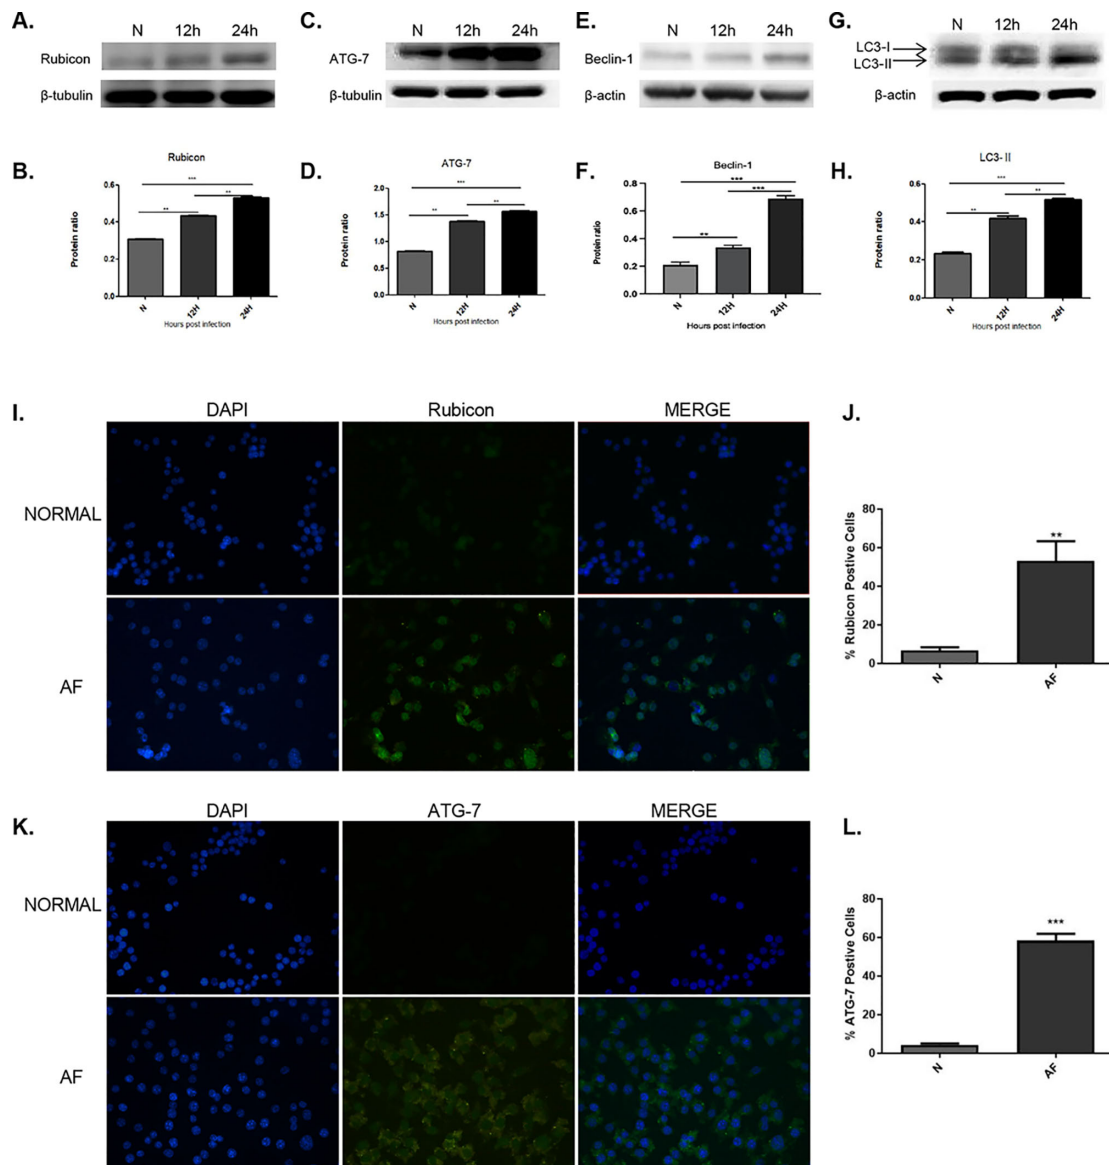 A.
N 12h 24h
Rubicon
β-tubulin
C.
N 12h 24h
ATG-7
β-tubulin
E.
N 12h 24h
Beclin-1
β-actin
G.
N 12h 24h
LC3-I
LC3-II
β-actin
B.
Rubicon
***
**
**
Protein ratio
0.6
0.4
0.2
0.0
N 12H 24H
Hours post infection
D.
ATG-7
***
**
**
Protein ratio
2.0
1.5
1.0
0.5
0.0
N 12H 24H
Hours post infection
F.
Beclin-1
***
***
**
Protein ratio
0.8
0.6
0.4
0.2
0.0
N 12H 24H
Hours post infection
H.
LC3-II
***
**
**
Protein ratio
0.6
0.4
0.2
0.0
N 12H 24H
Hours post infection
I.
DAPI Rubicon MERGE
NORMAL
AF
J.
% Rubicon Postive Cells
80
60
40
20
0
**
N AF
K.
DAPI ATG-7 MERGE
NORMAL
AF
L.
% ATG-7 Postive Cells
80
60
40
20
0
***
N AF